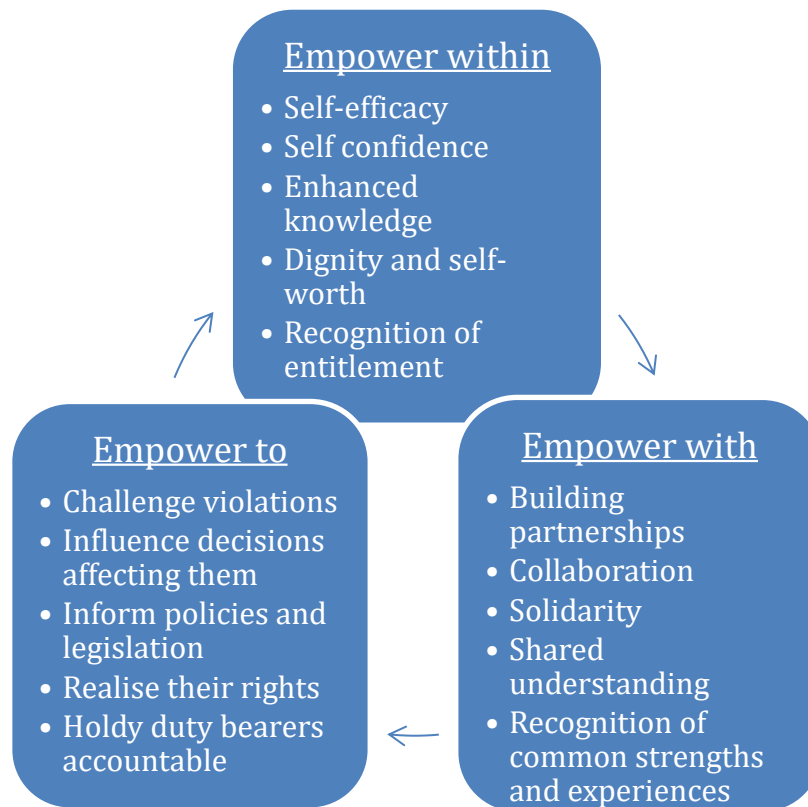 Empower within
• Self-efficacy
• Self confidence
• Enhanced
knowledge
• Dignity and self-
worth
• Recognition of
entitlement
Empower with
• Building
partnerships
• Collaboration
• Solidarity
• Shared
understanding
• Recognition of
common strengths
and experiences
Empower to
• Challenge violations
• Influence decisions
affecting them
• Inform policies and
legislation
• Realise their rights
• Holdy duty bearers
accountable